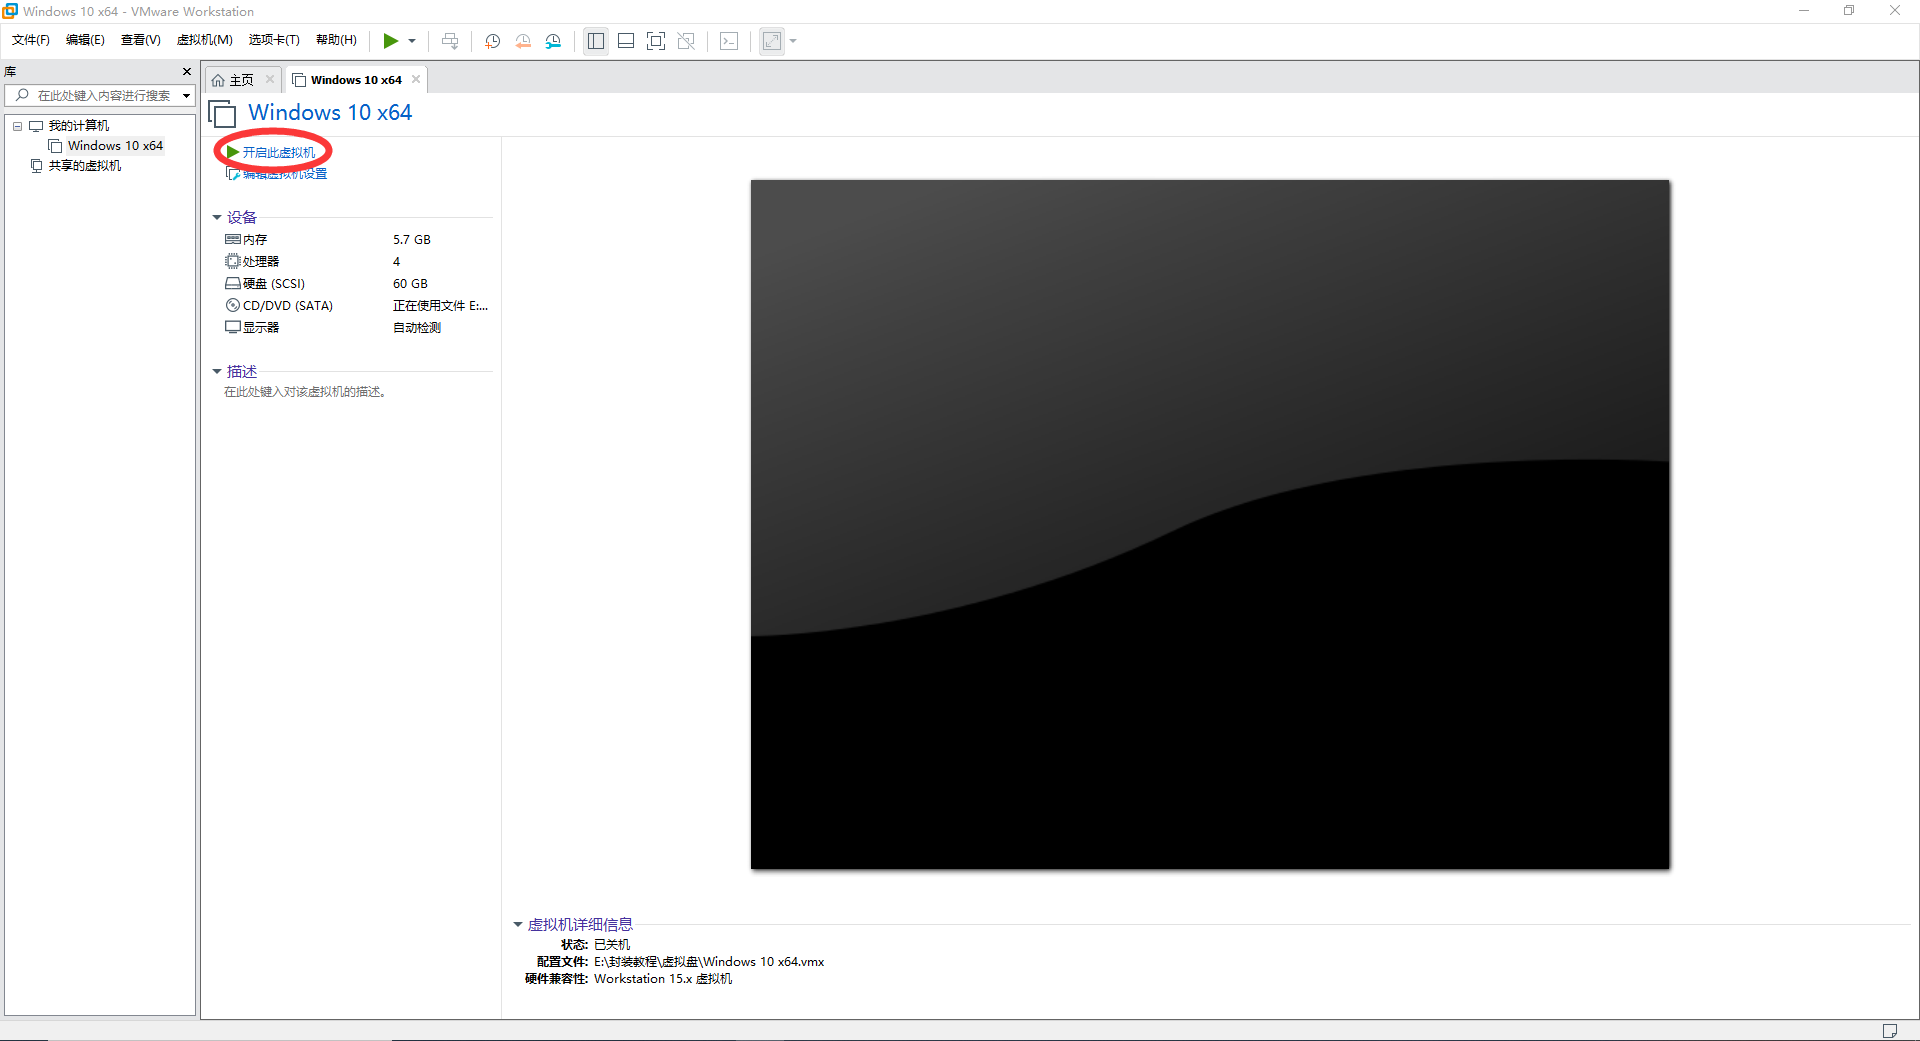 Windows 10 x64 - VMware Workstation
文件(F) 编辑(E) 查看(V) 虚拟机(M) 选项卡(T) 帮助(H)
库
在此处键入内容进行搜索
我的计算机
Windows 10 x64
共享的虚拟机
主页 Windows 10 x64
Windows 10 x64
开启此虚拟机
编辑虚拟机设置
设备
内存 5.7 GB
处理器 4
硬盘 (SCSI) 60 GB
CD/DVD (SATA) 正在使用文件 E:...
显示器 自动检测
描述
在此处键入对该虚拟机的描述。
虚拟机详细信息
状态: 已关机
配置文件: E:\封装教程\虚拟盘\Windows 10 x64.vmx
硬件兼容性: Workstation 15.x 虚拟机